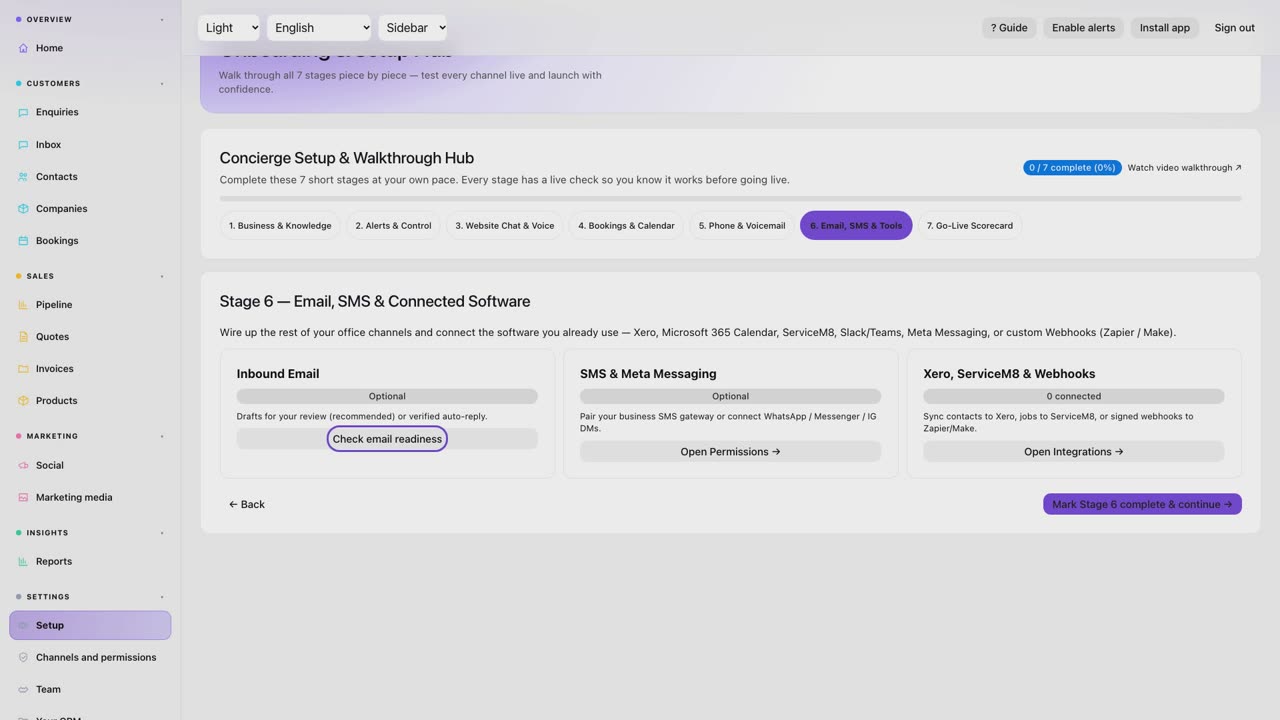 OVERVIEW
Home
CUSTOMERS
Enquiries
Inbox
Contacts
Companies
Bookings
SALES
Pipeline
Quotes
Invoices
Products
MARKETING
Social
Marketing media
INSIGHTS
Reports
SETTINGS
Setup
Channels and permissions
Team
Light
English
Sidebar
? Guide
Enable alerts
Install app
Sign out
Walk through all 7 stages piece by piece — test every channel live and launch with
confidence.
Concierge Setup & Walkthrough Hub
Complete these 7 short stages at your own pace. Every stage has a live check so you know it works before going live.
0 / 7 complete (0%)
Watch video walkthrough ↗
1. Business & Knowledge
2. Alerts & Control
3. Website Chat & Voice
4. Bookings & Calendar
5. Phone & Voicemail
6. Email, SMS & Tools
7. Go-Live Scorecard
Stage 6 — Email, SMS & Connected Software
Wire up the rest of your office channels and connect the software you already use — Xero, Microsoft 365 Calendar, ServiceM8, Slack/Teams, Meta Messaging, or custom Webhooks (Zapier / Make).
Inbound Email
Optional
Drafts for your review (recommended) or verified auto-reply.
Check email readiness
SMS & Meta Messaging
Optional
Pair your business SMS gateway or connect WhatsApp / Messenger / IG
DMs.
Open Permissions →
Xero, ServiceM8 & Webhooks
0 connected
Sync contacts to Xero, jobs to ServiceM8, or signed webhooks to
Zapier/Make.
Open Integrations →
← Back
Mark Stage 6 complete & continue →